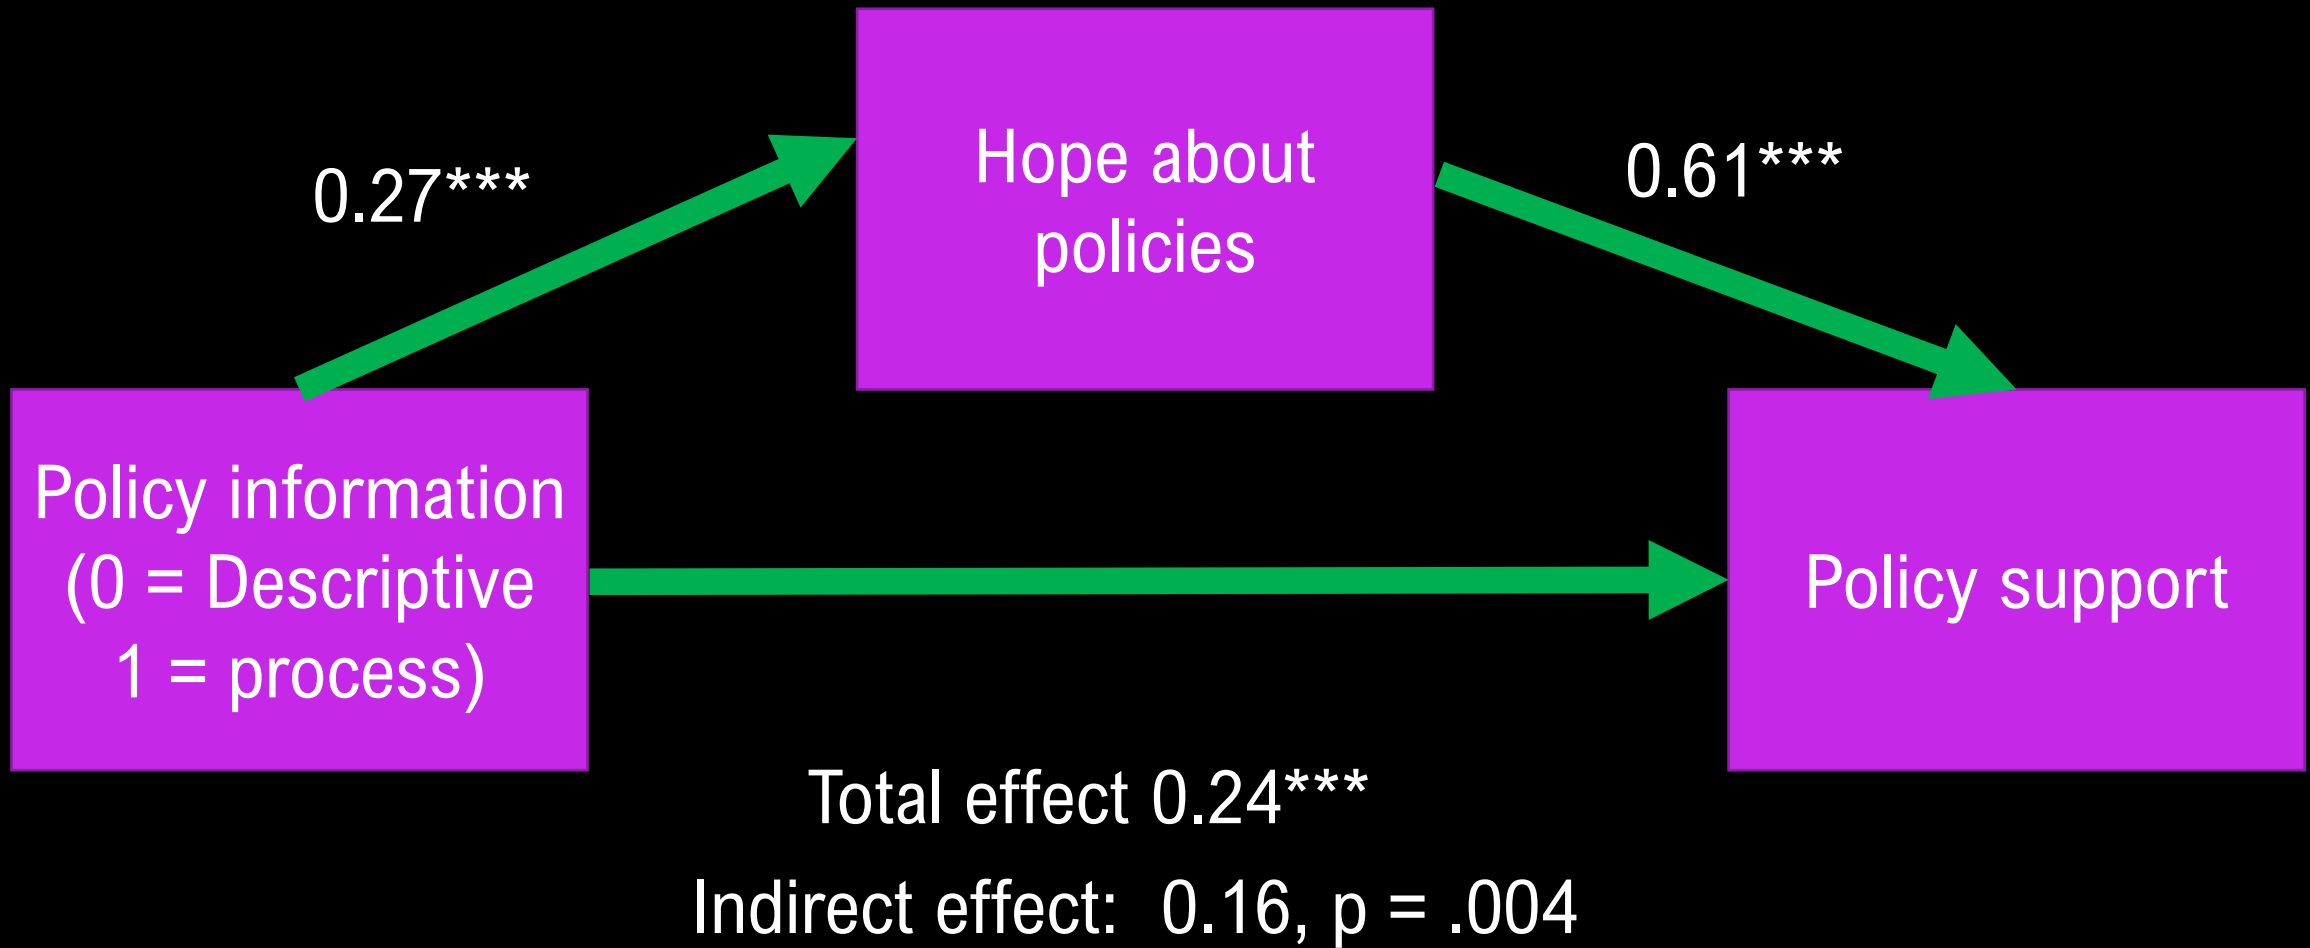 Hope about
policies
0.27***
0.61***
Policy information
(0 = Descriptive
1 = process)
Policy support
Total effect 0.24***
Indirect effect:  0.16, p = .004